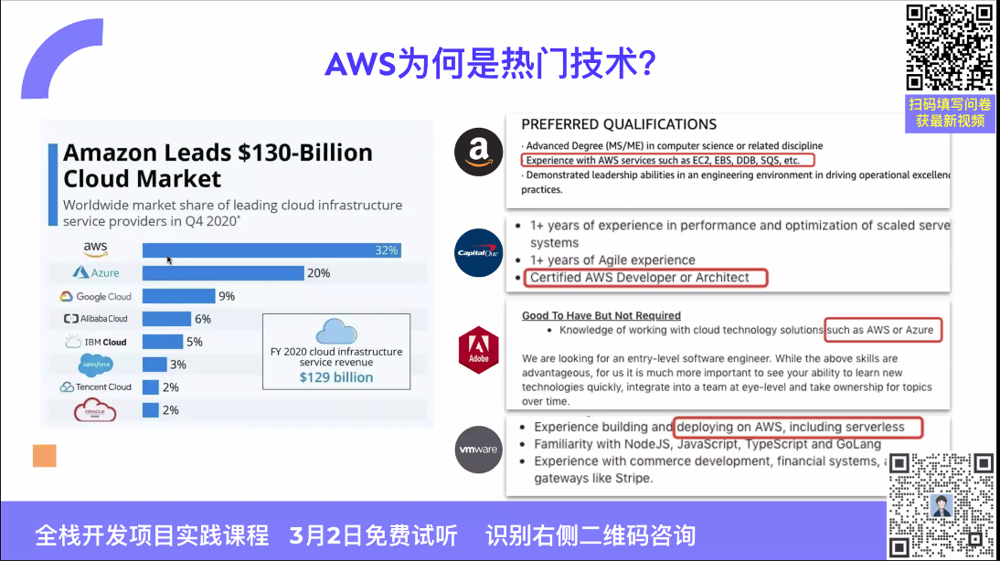 AWS为何是热门技术?
扫码填写问卷
获最新视频
Amazon Leads $130-Billion
Cloud Market
Worldwide market share of leading cloud infrastructure
service providers in Q4 2020*
aws
32%
Azure
20%
Google Cloud
9%
Alibaba Cloud
6%
IBM Cloud
5%
salesforce
3%
Tencent Cloud
2%
ORACLE
2%
FY 2020 cloud infrastructure
service revenue
$129 billion
a
PREFERRED QUALIFICATIONS
· Advanced Degree (MS/ME) in computer science or related discipline
Experience with AWS services such as EC2, EBS, DDB, SQS, etc.
· Demonstrated leadership abilities in an engineering environment in driving operational excellenc
practices.
Capital One
• 1+ years of experience in performance and optimization of scaled serve
systems
• 1+ years of Agile experience
• Certified AWS Developer or Architect
Adobe
Good To Have But Not Required
• Knowledge of working with cloud technology solutions such as AWS or Azure
We are looking for an entry-level software engineer. While the above skills are
advantageous, for us it is much more important to see your ability to learn new
technologies quickly, integrate into a team at eye-level and take ownership for topics
over time.
vmware
• Experience building and deploying on AWS, including serverless
• Familiarity with NodeJS, JavaScript, TypeScript and GoLang
• Experience with commerce development, financial systems,
gateways like Stripe.
全栈开发项目实践课程 3月2日免费试听 识别右侧二维码咨询